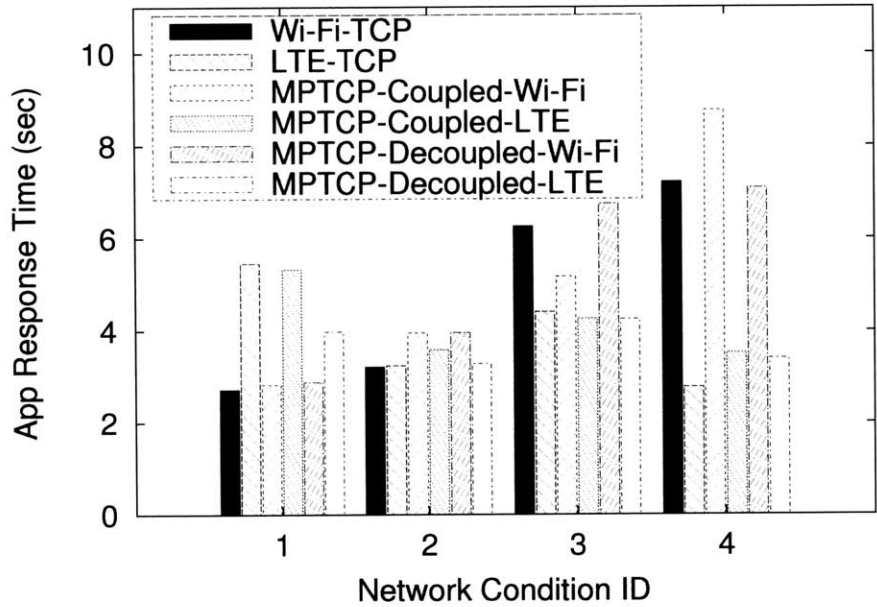 10
8
6
4
2
0
App Response Time (sec)
Wi-Fi-TCP
LTE-TCP
MPTCP-Coupled-Wi-Fi
MPTCP-Coupled-LTE
MPTCP-Decoupled-Wi-Fi
MPTCP-Decoupled-LTE
1 2 3 4
Network Condition ID